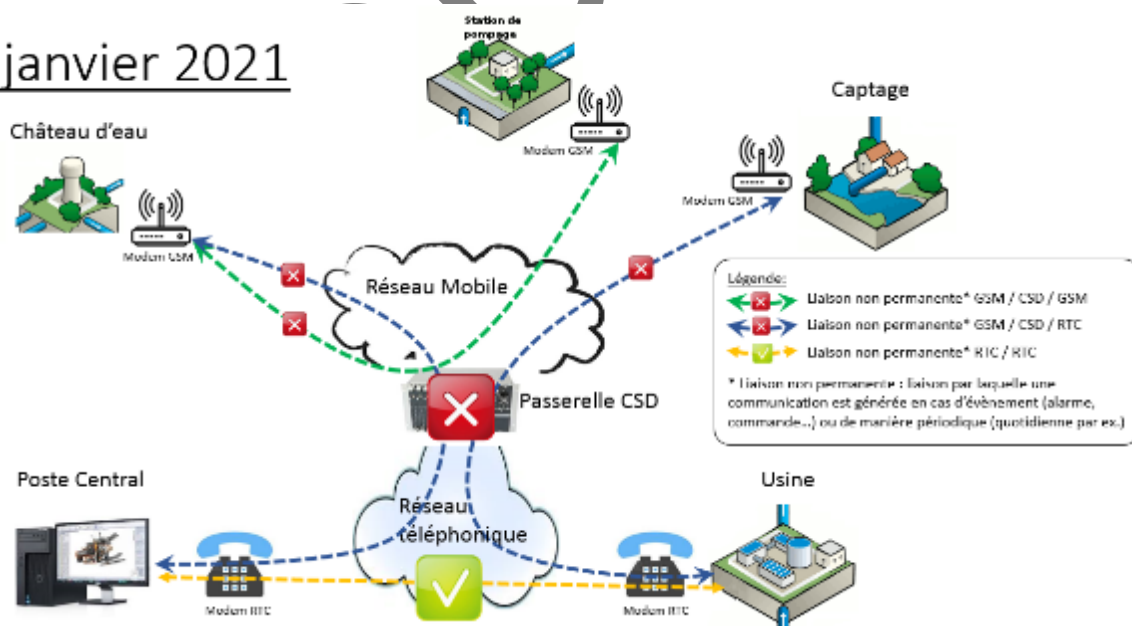 janvier 2021
Station de
pompage
Modem GSM
Captage
Château d'eau
Modem GSM
Modem GSM
Réseau Mobile
Légende:
Liaison non permanente* GSM / CSD / GSM
Liaison non permanente* GSM / CSD / RTC
Liaison non permanente* RTC / RTC
* Liaison non permanente : liaison par laquelle une
communication est générée en cas d'évènement (alarme,
commande...) ou de manière périodique (quotidienne par ex.)
Passerelle CSD
Poste Central
Usine
Réseau
téléphonique
Modem RTC
Modem RTC